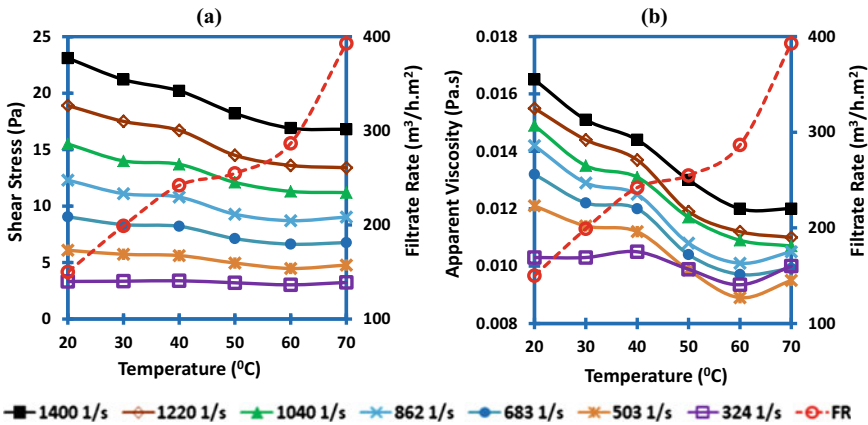 (a)
(b)
25
20
15
10
5
0
Shear Stress (Pa)
400
300
200
100
Filtrate Rate (m³/h.m²)
20 30 40 50 60 70
Temperature (⁰C)
0.018
0.016
0.014
0.012
0.010
0.008
Apparent Viscosity (Pa.s)
400
300
200
100
Filtrate Rate (m³/h.m²)
20 30 40 50 60 70
Temperature (⁰C)
1400 1/s 1220 1/s 1040 1/s 862 1/s 683 1/s 503 1/s 324 1/s FR